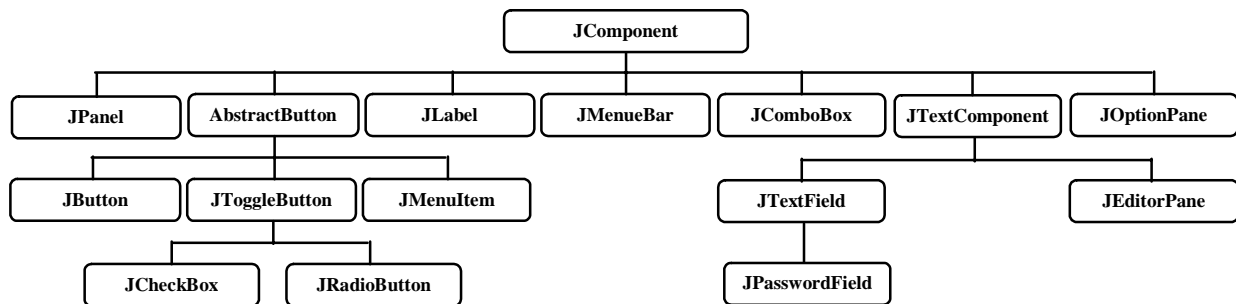 JComponent
JPanel
AbstractButton
JLabel
JMenueBar
JComboBox
JTextComponent
JOptionPane
JButton
JToggleButton
JMenuItem
JTextField
JEditorPane
JCheckBox
JRadioButton
JPasswordField